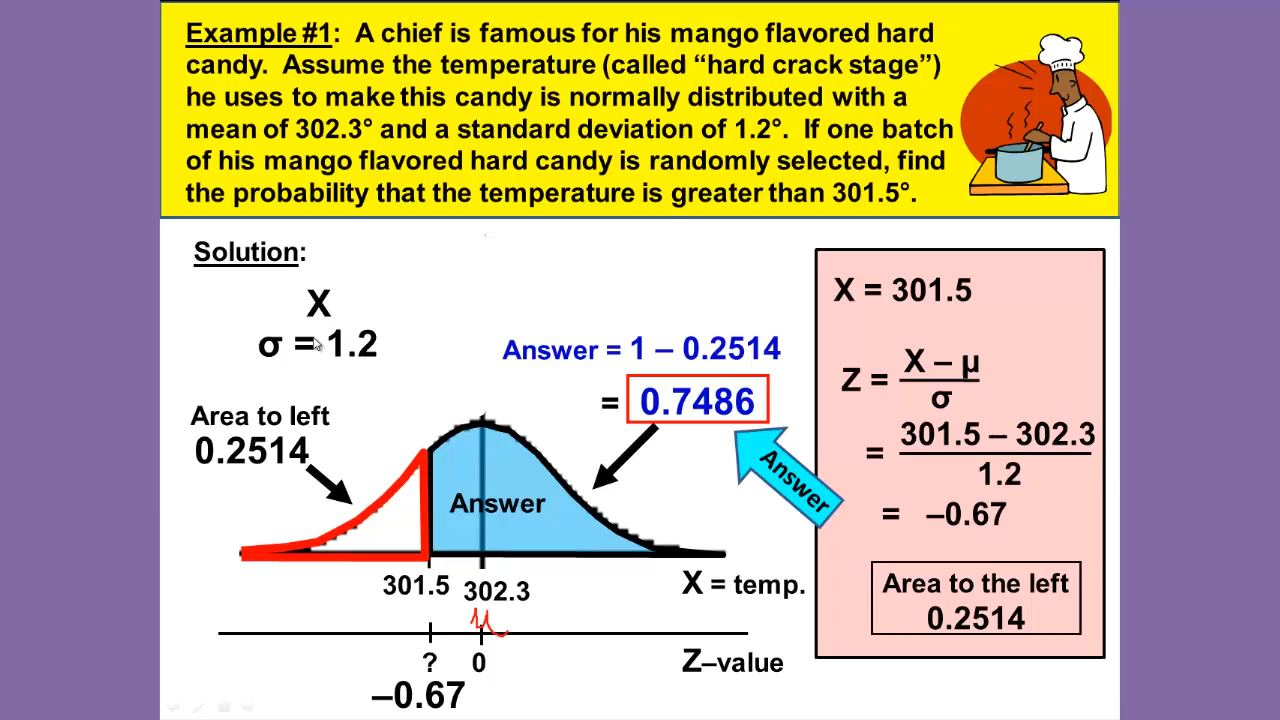 Example #1: A chief is famous for his mango flavored hard
candy. Assume the temperature (called “hard crack stage”)
he uses to make this candy is normally distributed with a
mean of 302.3° and a standard deviation of 1.2°. If one batch
of his mango flavored hard candy is randomly selected, find
the probability that the temperature is greater than 301.5°.
Solution:
X
σ = 1.2
Answer = 1 – 0.2514
= 0.7486
Area to left
0.2514
Answer
Answer
301.5 302.3
X = temp.
μ
? 0
Z–value
–0.67
X = 301.5
Z = X – μ
σ
= 301.5 – 302.3
1.2
= –0.67
Area to the left
0.2514